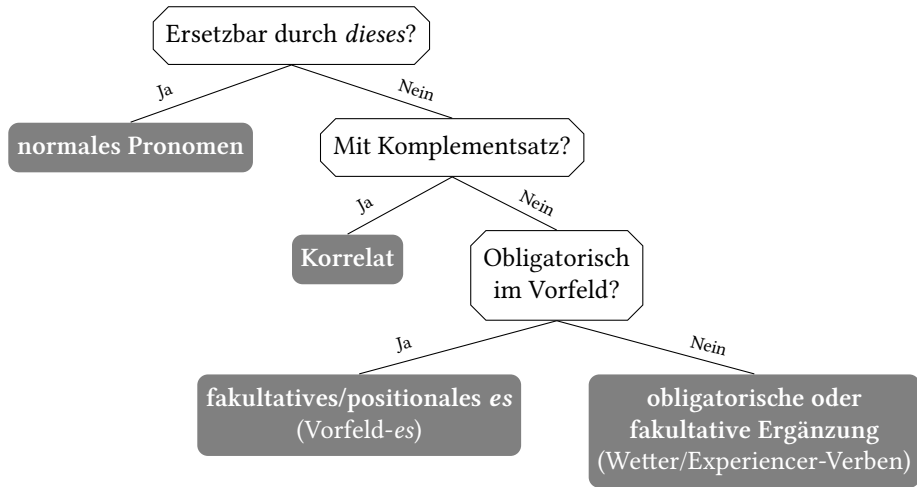 Ersetzbar durch dieses?
Ja
Nein
normales Pronomen
Mit Komplementsatz?
Ja
Nein
Korrelat
Obligatorisch
im Vorfeld?
Ja
Nein
fakultatives/positionales es
(Vorfeld-es)
obligatorische oder
fakultative Ergänzung
(Wetter/Experiencer-Verben)